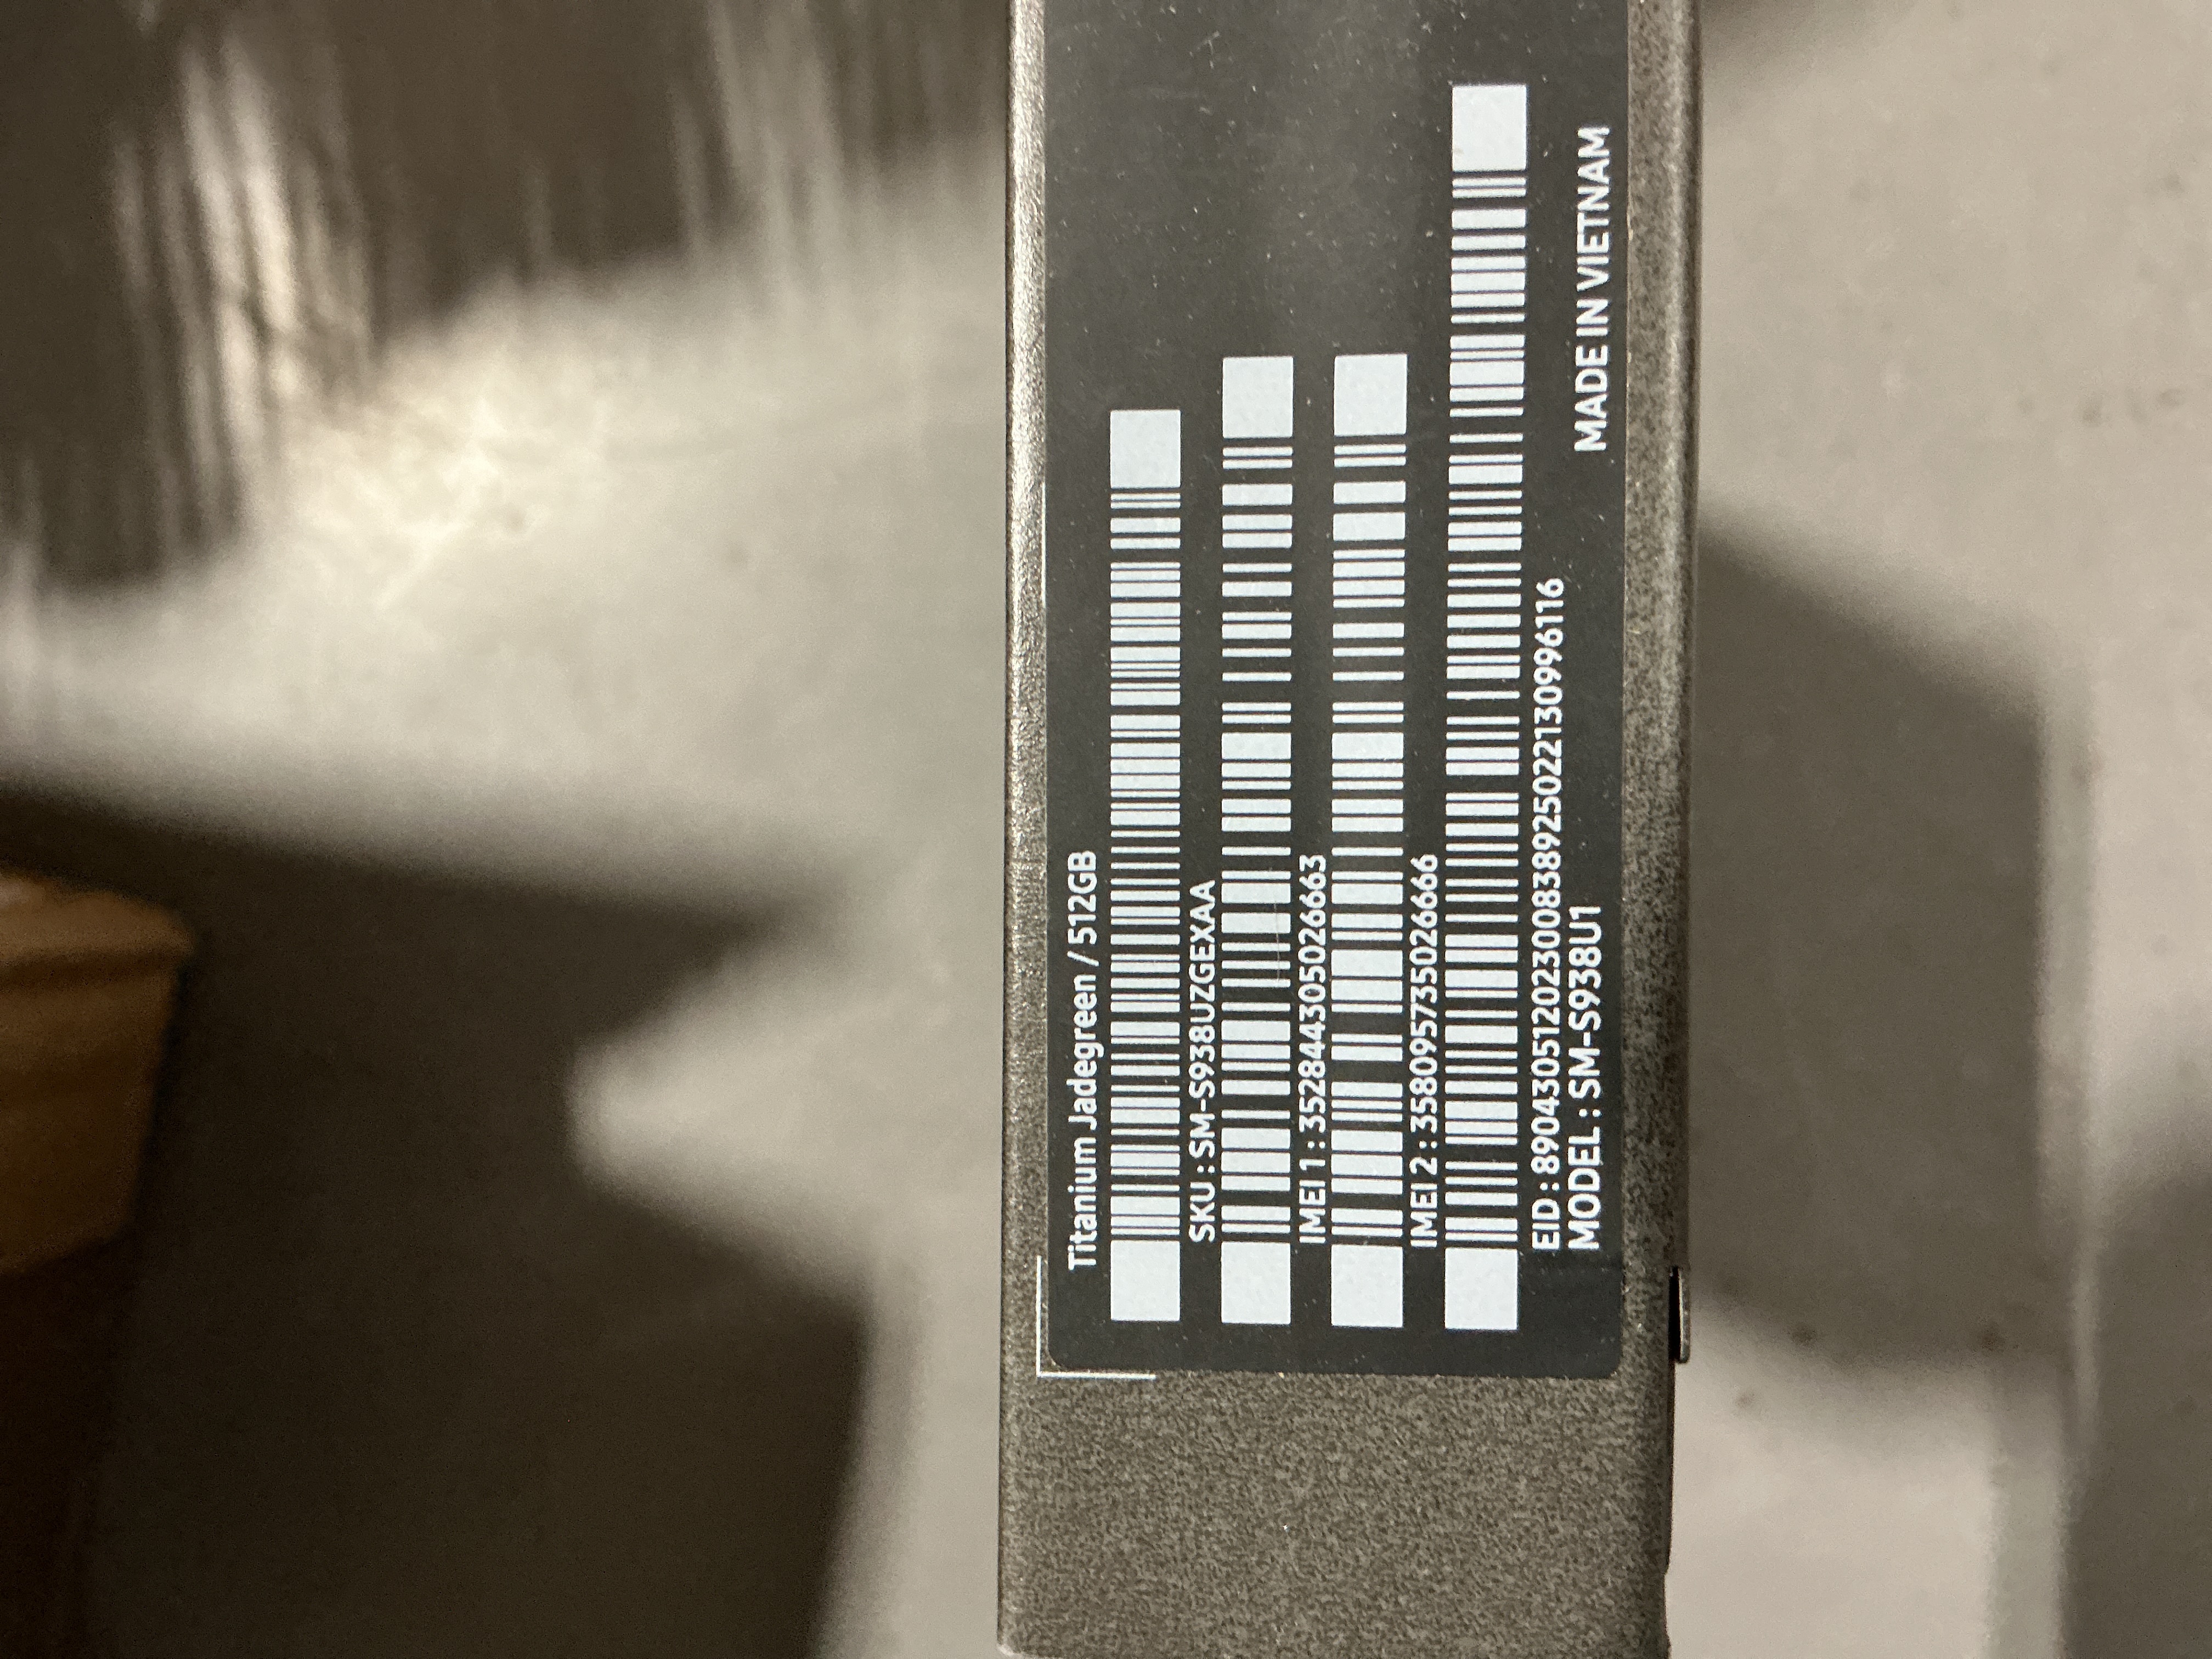 Titanium Jadegreen / 512GB
SKU : SM-S938UZGEXAA
IMEI 1 : 352844305026663
IMEI 2 : 358095735026666
EID : 89043051202300838925022130996116
MODEL : SM-S938U1
MADE IN VIETNAM